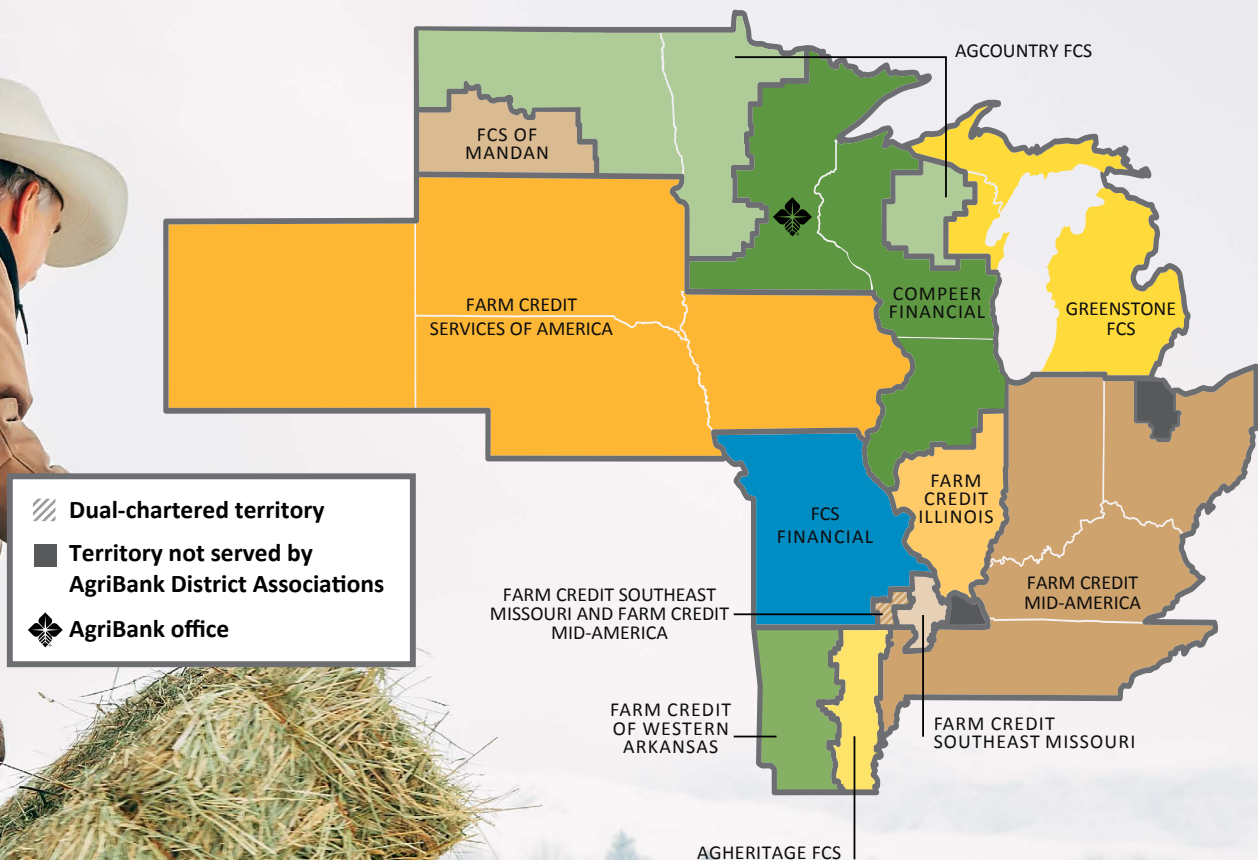 AGCOUNTRY FCS
FCS OF
MANDAN
FARM CREDIT
SERVICES OF AMERICA
COMPEER
FINANCIAL
GREENSTONE
FCS
FARM
CREDIT
ILLINOIS
FCS
FINANCIAL
FARM CREDIT
MID-AMERICA
Dual-chartered territory
Territory not served by
AgriBank District Associations
AgriBank office
FARM CREDIT SOUTHEAST
MISSOURI AND FARM CREDIT
MID-AMERICA
FARM CREDIT
OF WESTERN
ARKANSAS
FARM CREDIT
SOUTHEAST MISSOURI
AGHERITAGE FCS